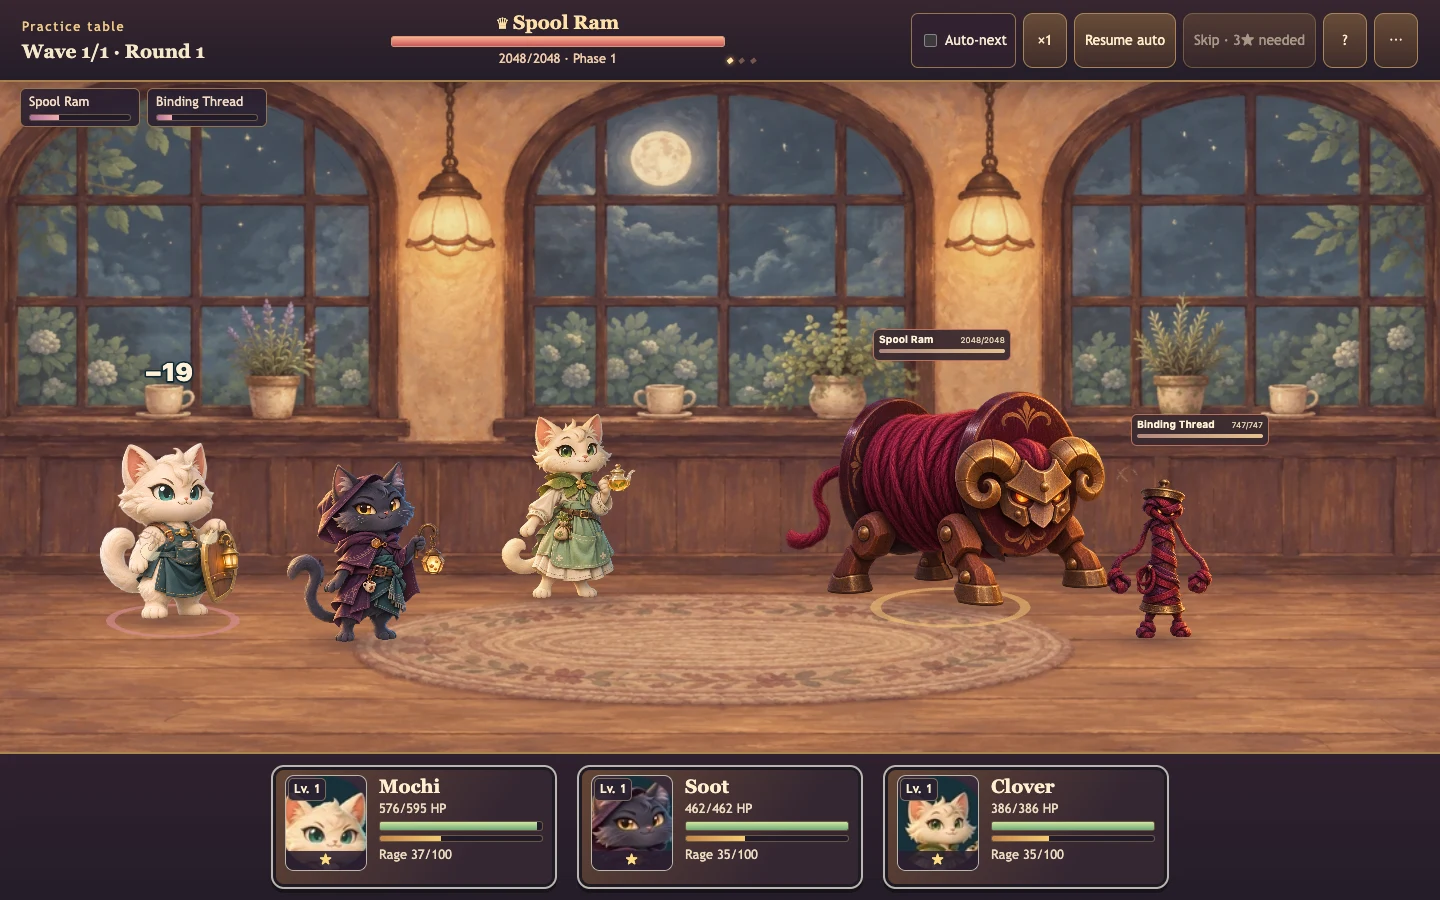 Practice table
Wave 1/1 · Round 1
♛ Spool Ram
2048/2048 · Phase 1
Auto-next
×1
Resume auto
Skip · 3★ needed
?
...
Spool Ram
Binding Thread
Spool Ram 2048/2048
−19
Binding Thread 747/747
Lv. 1
Mochi
576/595 HP
Rage 37/100
Lv. 1
Soot
462/462 HP
Rage 35/100
Lv. 1
Clover
386/386 HP
Rage 35/100